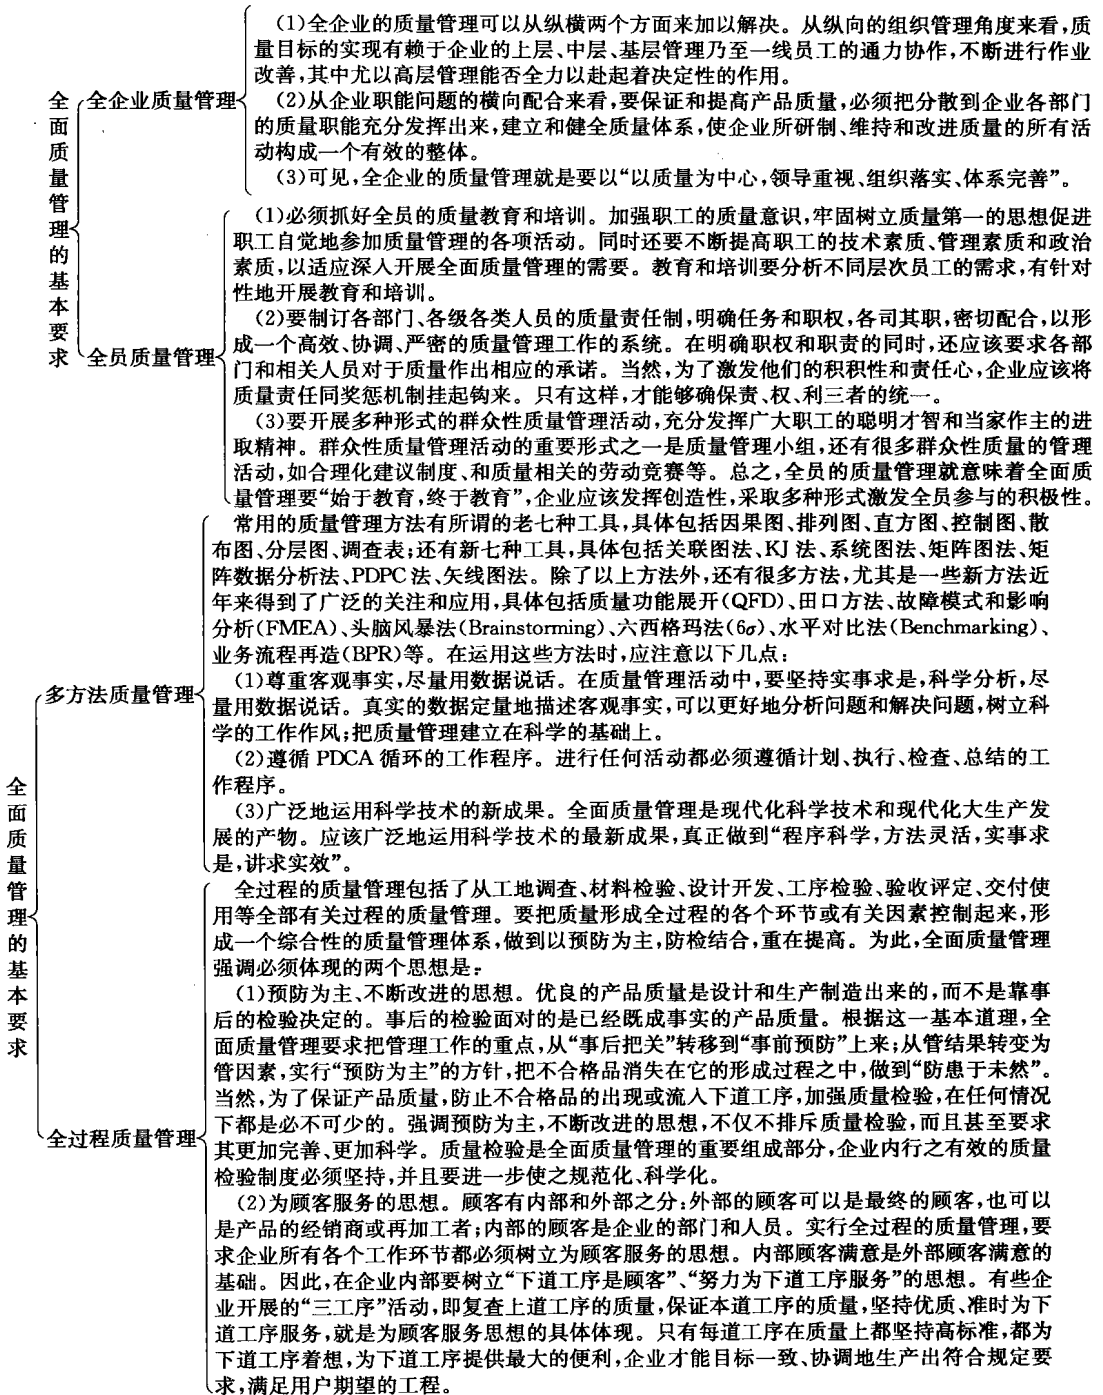 全面质量管理的基本要求
全企业质量管理
(1)全企业的质量管理可以从纵横两个方面来加以解决。从纵向的组织管理角度来看,质
量目标的实现有赖于企业的上层、中层、基层管理乃至一线员工的通力协作,不断进行作业
改善,其中尤以高层管理能否全力以赴起着决定性的作用。
(2)从企业职能问题的横向配合来看,要保证和提高产品质量,必须把分散到企业各部门
的质量职能充分发挥出来,建立和健全质量体系,使企业所研制、维持和改进质量的所有活
动构成一个有效的整体。
(3)可见,全企业的质量管理就是要以“以质量为中心,领导重视、组织落实、体系完善”。
全员质量管理
(1)必须抓好全员的质量教育和培训。加强职工的质量意识,牢固树立质量第一的思想促进
职工自觉地参加质量管理的各项活动。同时还要不断提高职工的技术素质、管理素质和政治
素质,以适应深入开展全面质量管理的需要。教育和培训要分析不同层次员工的需求,有针对
性地开展教育和培训。
(2)要制订各部门、各级各类人员的质量责任制,明确任务和职权,各司其职,密切配合,以形
成一个高效、协调、严密的质量管理工作的系统。在明确职权和职责的同时,还应该要求各部
门和相关人员对于质量作出相应的承诺。当然,为了激发他们的积积性和责任心,企业应该将
质量责任同奖惩机制挂起钩来。只有这样,才能够确保责、权、利三者的统一。
(3)要开展多种形式的群众性质量管理活动,充分发挥广大职工的聪明才智和当家作主的进
取精神。群众性质量管理活动的重要形式之一是质量管理小组,还有很多群众性质量的管理
活动,如合理化建议制度、和质量相关的劳动竞赛等。总之,全员的质量管理就意味着全面质
量管理要“始于教育,终于教育”,企业应该发挥创造性,采取多种形式激发全员参与的积极性。
全面质量管理的基本要求
多方法质量管理
常用的质量管理方法有所谓的老七种工具,具体包括因果图、排列图、直方图、控制图、散
布图、分层图、调查表;还有新七种工具,具体包括关联图法、KJ法、系统图法、矩阵图法、矩
阵数据分析法、PDPC法、矢线图法。除了以上方法外,还有很多方法,尤其是一些新方法近
年来得到了广泛的关注和应用,具体包括质量功能展开(QFD)、田口方法、故障模式和影响
分析(FMEA)、头脑风暴法(Brainstorming)、六西格玛法(6σ)、水平对比法(Benchmarking)、
业务流程再造(BPR)等。在运用这些方法时,应注意以下几点:
(1)尊重客观事实,尽量用数据说话。在质量管理活动中,要坚持实事求是,科学分析,尽
量用数据说话。真实的数据定量地描述客观事实,可以更好地分析问题和解决问题,树立科
学的工作作风;把质量管理建立在科学的基础上。
(2)遵循PDCA循环的工作程序。进行任何活动都必须遵循计划、执行、检查、总结的工
作程序。
(3)广泛地运用科学技术的新成果。全面质量管理是现代化科学技术和现代化大生产发
展的产物。应该广泛地运用科学技术的最新成果,真正做到“程序科学,方法灵活,实事求
是,讲求实效”。
全过程质量管理
全过程的质量管理包括了从工地调查、材料检验、设计开发、工序检验、验收评定、交付使
用等全部有关过程的质量管理。要把质量形成全过程的各个环节或有关因素控制起来,形
成一个综合性的质量管理体系,做到以预防为主,防检结合,重在提高。为此,全面质量管理
强调必须体现的两个思想是:
(1)预防为主、不断改进的思想。优良的产品质量是设计和生产制造出来的,而不是靠事
后的检验决定的。事后的检验面对的是已经既成事实的产品质量。根据这一基本道理,全
面质量管理要求把管理工作的重点,从“事后把关”转移到“事前预防”上来;从管结果转变为
管因素,实行“预防为主”的方针,把不合格品消失在它的形成过程之中,做到“防患于未然”。
当然,为了保证产品质量,防止不合格品的出现或流入下道工序,加强质量检验,在任何情况
下都是必不可少的。强调预防为主,不断改进的思想,不仅不排斥质量检验,而且甚至要求
其更加完善、更加科学。质量检验是全面质量管理的重要组成部分,企业内行之有效的质量
检验制度必须坚持,并且要进一步使之规范化、科学化。
(2)为顾客服务的思想。顾客有内部和外部之分:外部的顾客可以是最终的顾客,也可以
是产品的经销商或再加工者;内部的顾客是企业的部门和人员。实行全过程的质量管理,要
求企业所有各个工作环节都必须树立为顾客服务的思想。内部顾客满意是外部顾客满意的
基础。因此,在企业内部要树立“下道工序是顾客”、“努力为下道工序服务”的思想。有些企
业开展的“三工序”活动,即复查上道工序的质量,保证本道工序的质量,坚持优质、准时为下
道工序服务,就是为顾客服务思想的具体体现。只有每道工序在质量上都坚持高标准,都为
下道工序着想,为下道工序提供最大的便利,企业才能目标一致、协调地生产出符合规定要
求,满足用户期望的工程。